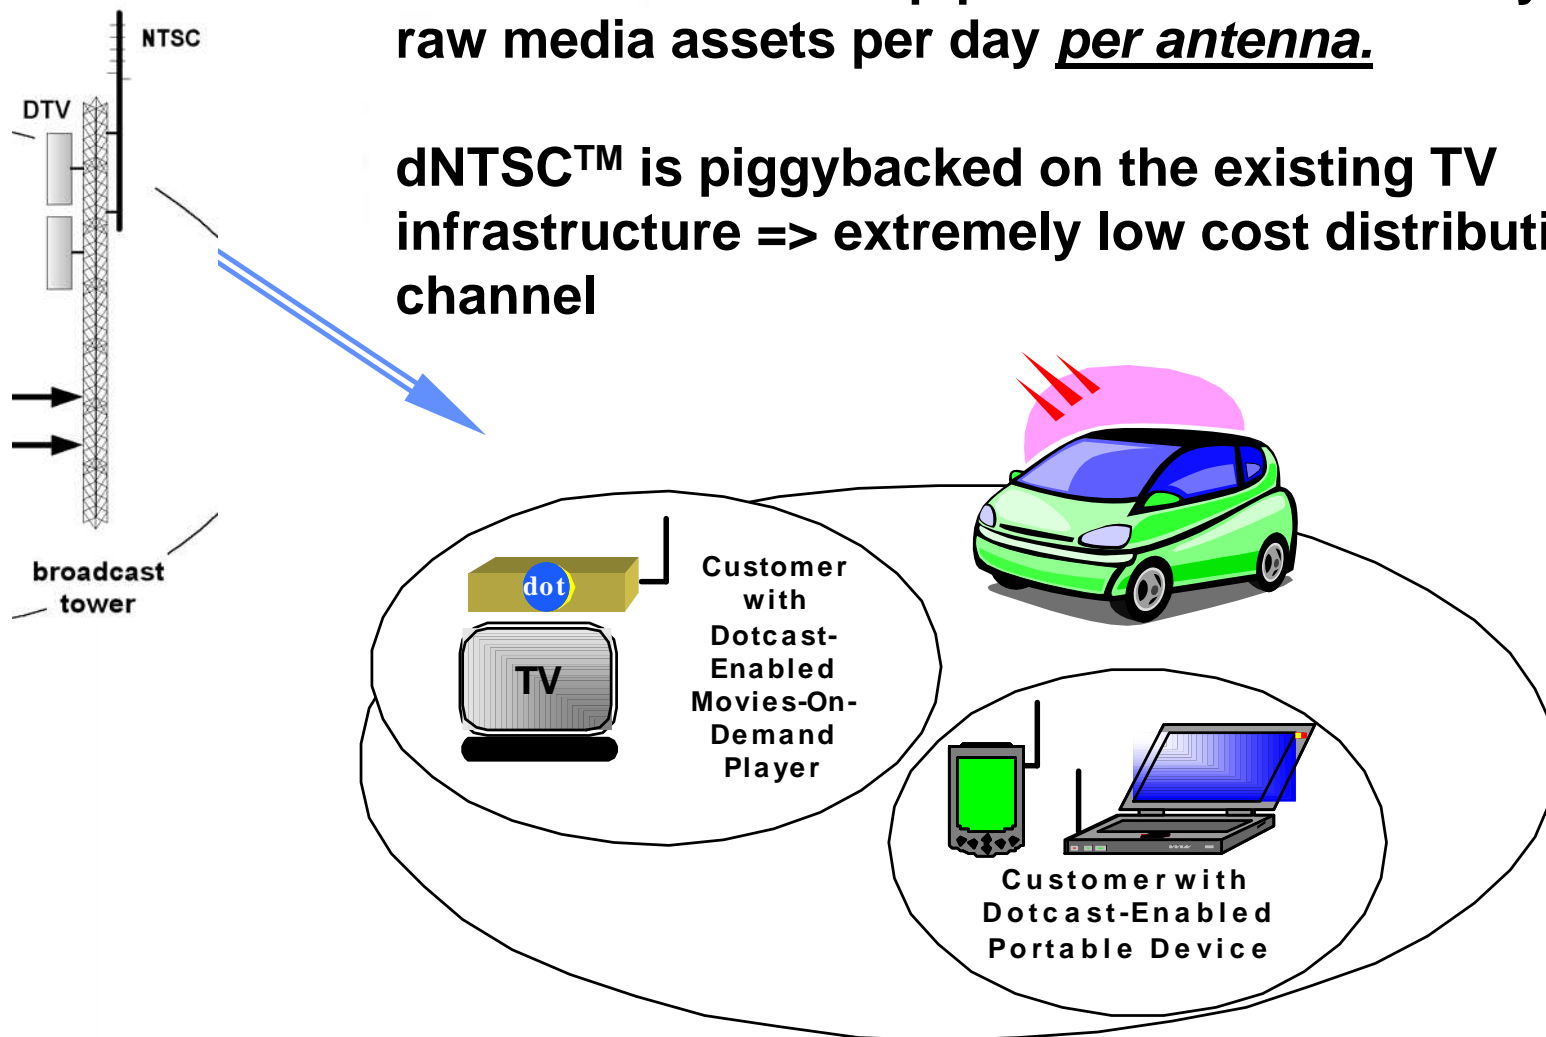 raw media assets per day per antenna.
dNTSC™ is piggybacked on the existing TV
infrastructure => extremely low cost
channel
NTSC
DTV
broadcast
tower
dot
TV
Customer
with
Dotcast-
Enabled
Movies-On-
Demand
Player
Customer with
Dotcast-Enabled
Portable Device